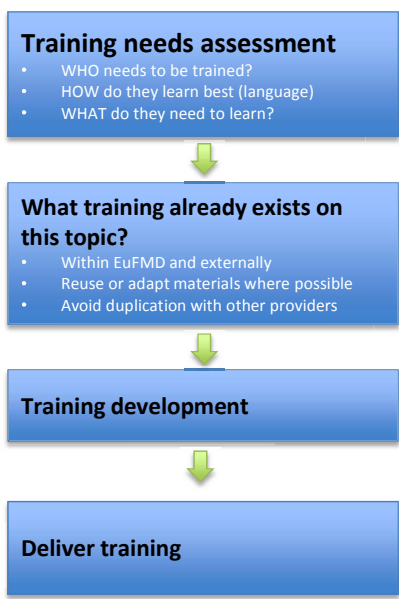 Training needs assessment
• WHO needs to be trained?
• HOW do they learn best (language)
• WHAT do they need to learn?
What training already exists on
this topic?
• Within EuFMD and externally
• Reuse or adapt materials where possible
• Avoid duplication with other providers
Training development
Deliver training